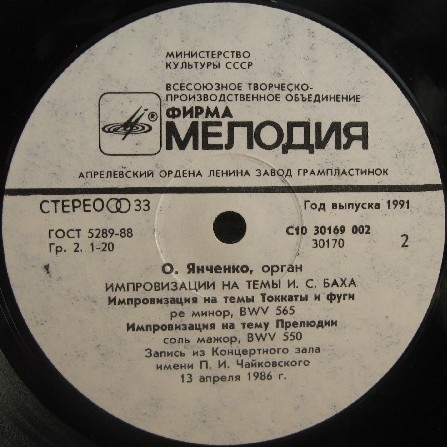 МИНИСТЕРСТВО
КУЛЬТУРЫ СССР
ВСЕСОЮЗНОЕ ТВОРЧЕСКО-
ПРОИЗВОДСТВЕННОЕ ОБЪЕДИНЕНИЕ
ФИРМА
МЕЛОДИЯ
®
АПРЕЛЕВСКИЙ ОРДЕНА ЛЕНИНА ЗАВОД ГРАМПЛАСТИНОК
СТЕРЕО 33
Год выпуска 1991
ГОСТ 5289-88
С10 30169 002
Гр. 2. 1-20
30170
2
О. Янченко, орган
ИМПРОВИЗАЦИИ НА ТЕМЫ И. С. БАХА
Импровизация на темы Токкаты и фуги
ре минор, BWV 565
Импровизация на тему Прелюдии
соль мажор, BWV 550
Запись из Концертного зала
имени П. И. Чайковского
13 апреля 1986 г.